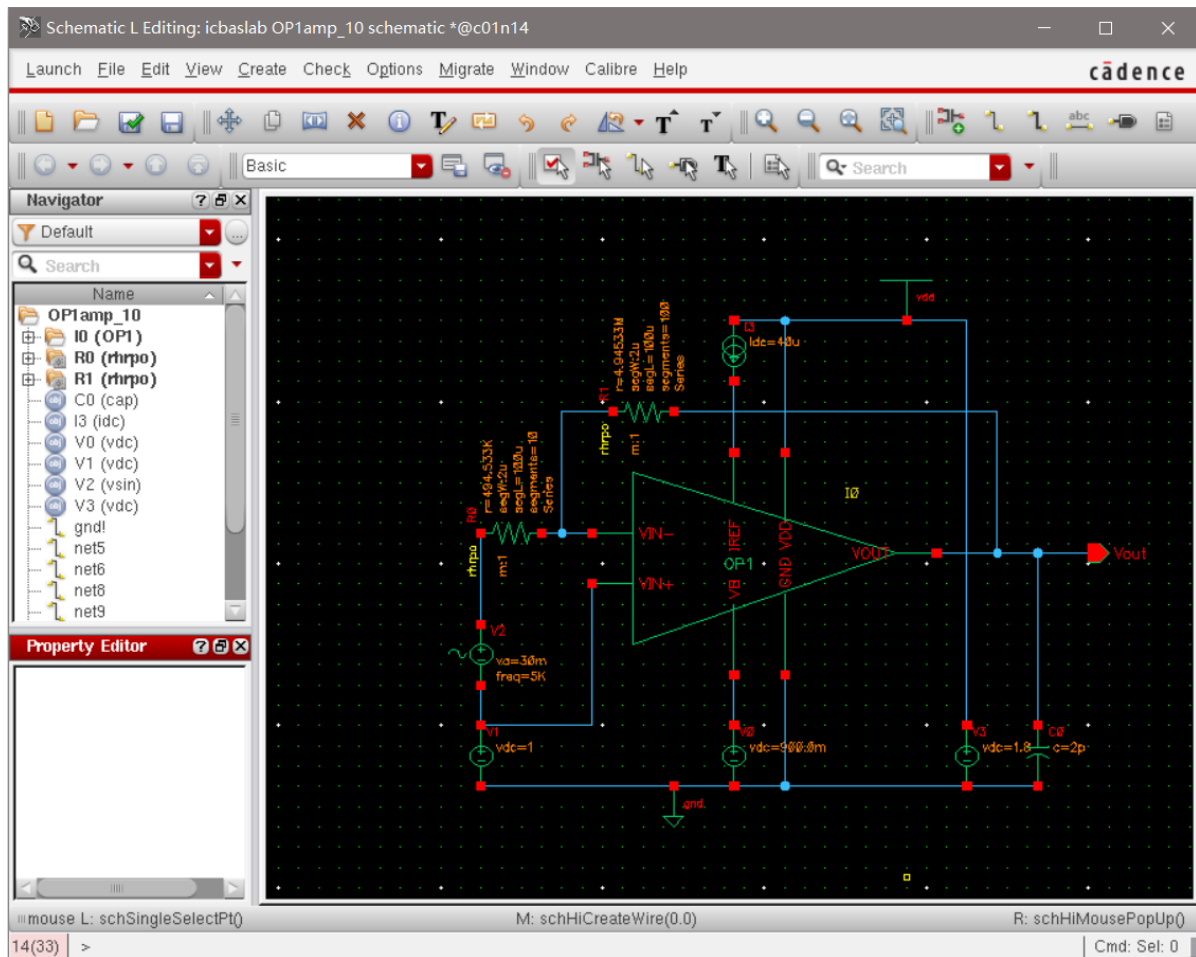 Schematic L Editing: icbaslab OP1amp_10 schematic *@c01n14
Launch File Edit View Create Check Options Migrate Window Calibre Help
cādence
abc
Basic
Search
Navigator
Default
Search
Name
OP1amp_10
I0 (OP1)
R0 (rhrpo)
R1 (rhrpo)
C0 (cap)
I3 (idc)
V0 (vdc)
V1 (vdc)
V2 (vsin)
V3 (vdc)
gnd!
net5
net6
net8
net9
Property Editor
vdd
I3
Idc=40u
R1
r=4.94533M
segW:2u
segL=100u
segments=100
Series
rhrpo
m:1
R0
r=494.533K
segW:2u
segL=100u
segments=10
Series
rhrpo
m:1
I0
VIN-
VIN+
IREF
VDD
OP1
VB
GND
VOUT
Vout
V2
va=30m
freq=5K
V1
vdc=1
V0
vdc=900.0m
V3
vdc=1.8
C0
c=2p
gnd
mouse L: schSingleSelectPt()
M: schHiCreateWire(0.0)
R: schHiMousePopUp()
14(33)
>
Cmd: Sel: 0